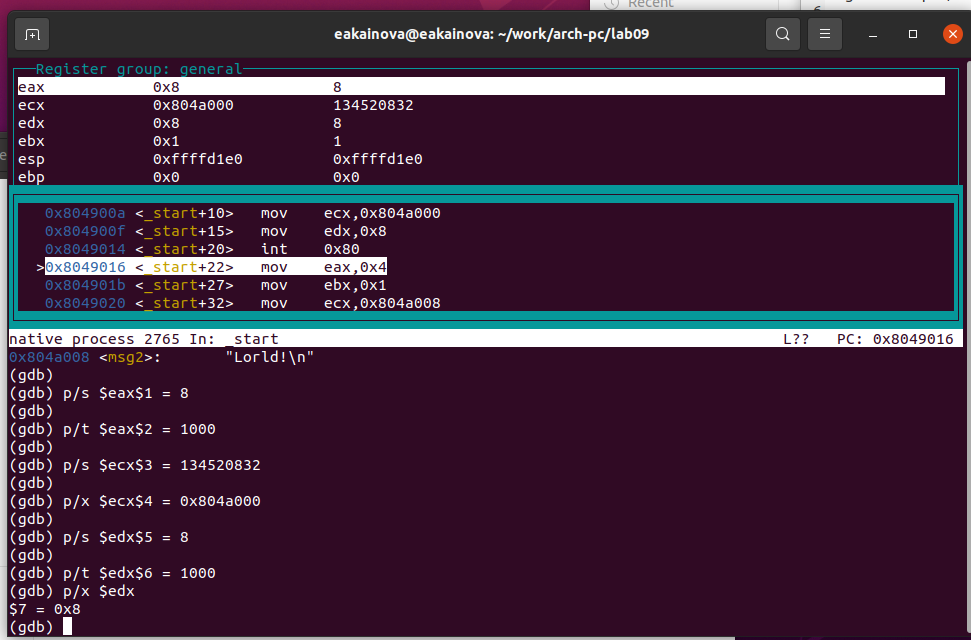 Recent
eakainova@eakainova: ~/work/arch-pc/lab09
Register group: general
eax 0x8 8
ecx 0x804a000 134520832
edx 0x8 8
ebx 0x1 1
esp 0xffffd1e0 0xffffd1e0
ebp 0x0 0x0
0x804900a <_start+10> mov ecx,0x804a000
0x804900f <_start+15> mov edx,0x8
0x8049014 <_start+20> int 0x80
>0x8049016 <_start+22> mov eax,0x4
0x804901b <_start+27> mov ebx,0x1
0x8049020 <_start+32> mov ecx,0x804a008
native process 2765 In: _start L?? PC: 0x8049016
0x804a008 <msg2>: "Lorld!\n"
(gdb)
(gdb) p/s $eax$1 = 8
(gdb)
(gdb) p/t $eax$2 = 1000
(gdb)
(gdb) p/s $ecx$3 = 134520832
(gdb)
(gdb) p/x $ecx$4 = 0x804a000
(gdb)
(gdb) p/s $edx$5 = 8
(gdb)
(gdb) p/t $edx$6 = 1000
(gdb) p/x $edx
$7 = 0x8
(gdb)